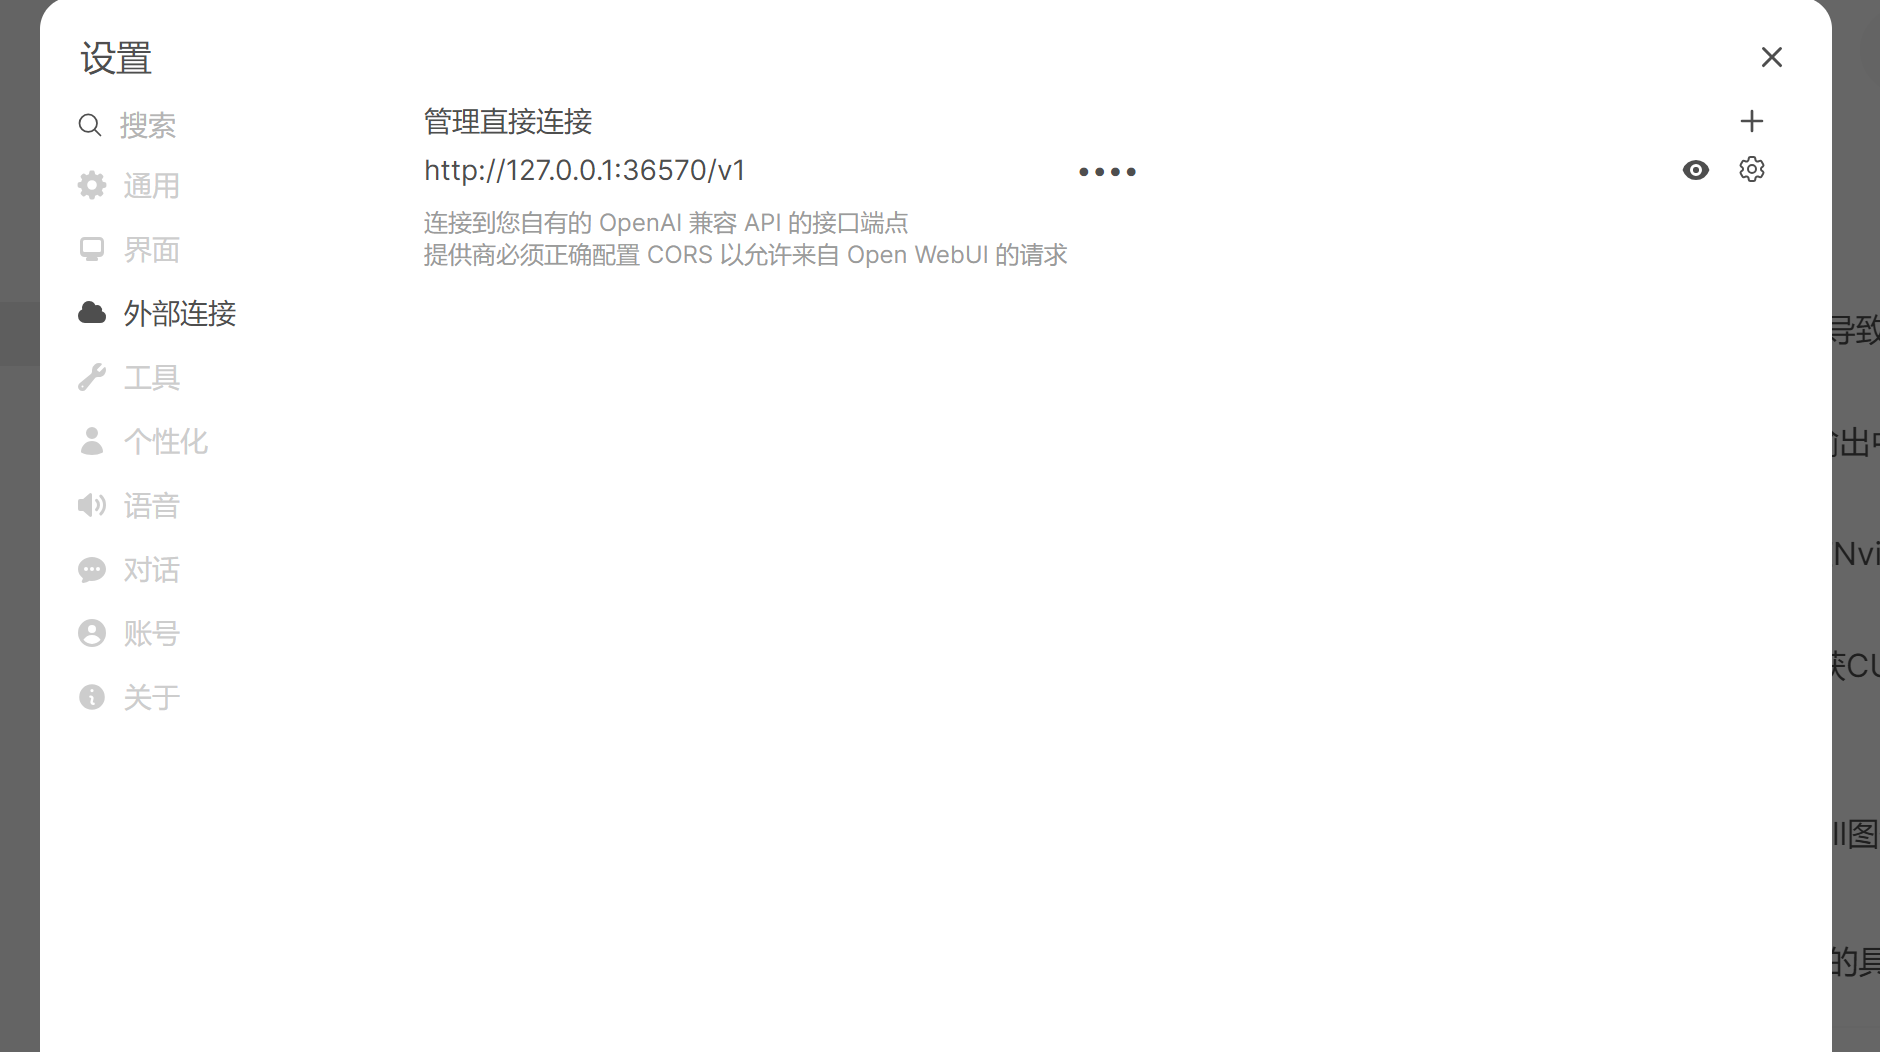 设置
搜索
通用
界面
外部连接
工具
个性化
语音
对话
账号
关于
管理直接连接
http://127.0.0.1:36570/v1
••••
连接到您自有的 OpenAI 兼容 API 的接口端点
提供商必须正确配置 CORS 以允许来自 Open WebUI 的请求
导致
出
Nvi
CU
II图
的具